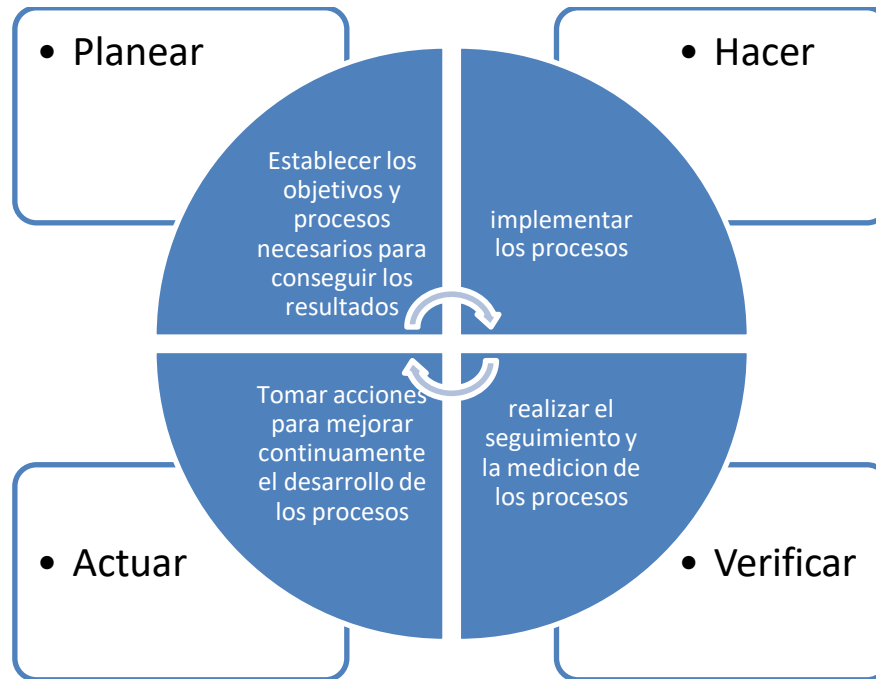 • Planear
• Hacer
Establecer los
objetivos y
procesos
necesarios para
conseguir los
resultados
implementar
los procesos
Tomar acciones
para mejorar
continuamente
el desarrollo de
los procesos
realizar el
seguimiento y
la medicion de
los procesos
• Actuar
• Verificar